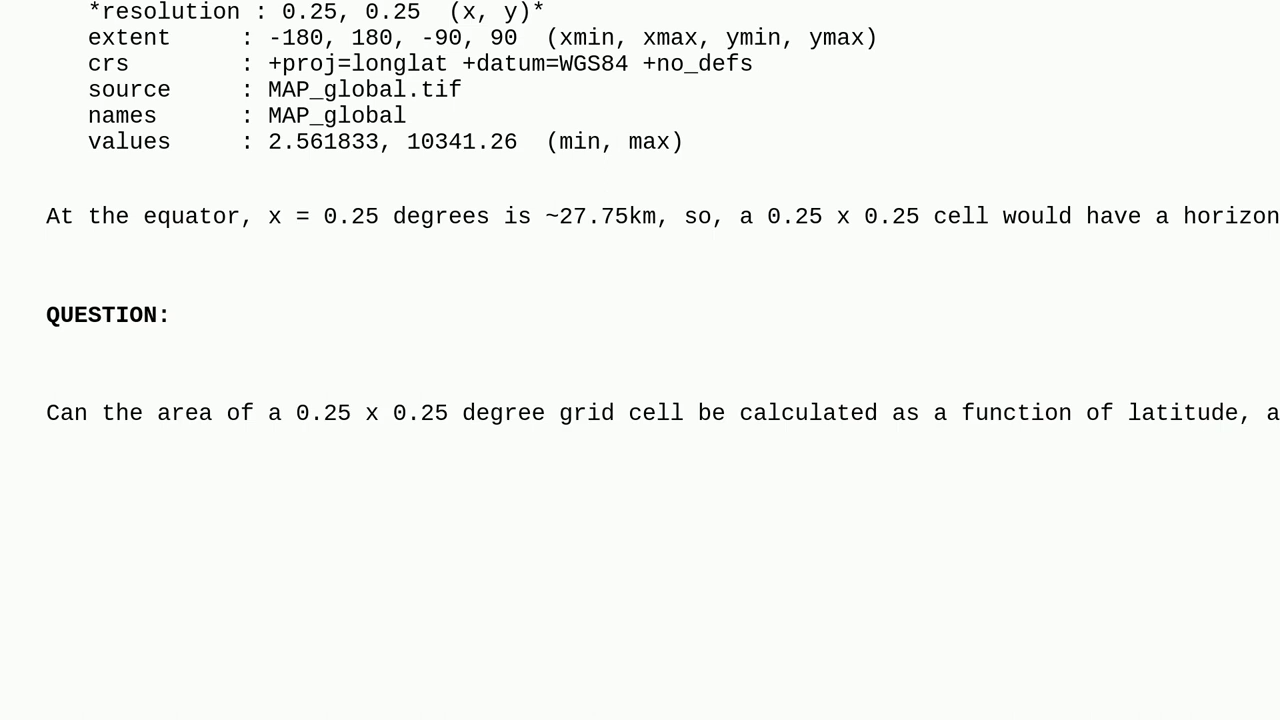 *resolution : 0.25, 0.25  (x, y)*
extent     : -180, 180, -90, 90  (xmin, xmax, ymin, ymax)
crs        : +proj=longlat +datum=WGS84 +no_defs
source     : MAP_global.tif
names      : MAP_global
values     : 2.561833, 10341.26  (min, max)
At the equator, x = 0.25 degrees is ~27.75km, so, a 0.25 x 0.25 cell would have a horizon
QUESTION:
Can the area of a 0.25 x 0.25 degree grid cell be calculated as a function of latitude, a